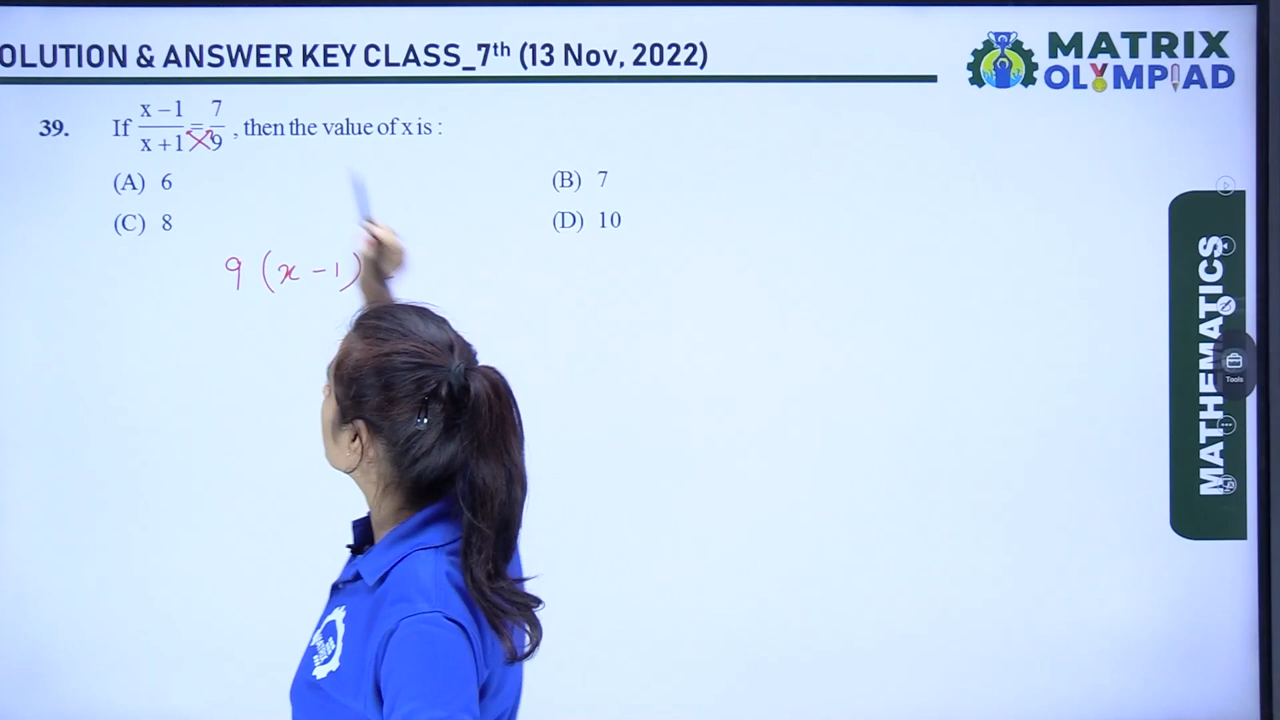 OLUTION & ANSWER KEY CLASS_7th (13 Nov, 2022)
MATRIX
OLYMPIAD
39. If (x – 1)/(x + 1) = 7/9 , then the value of x is :
(A) 6
(B) 7
(C) 8
(D) 10
9 (x – 1)
MATHEMATICS
Tools